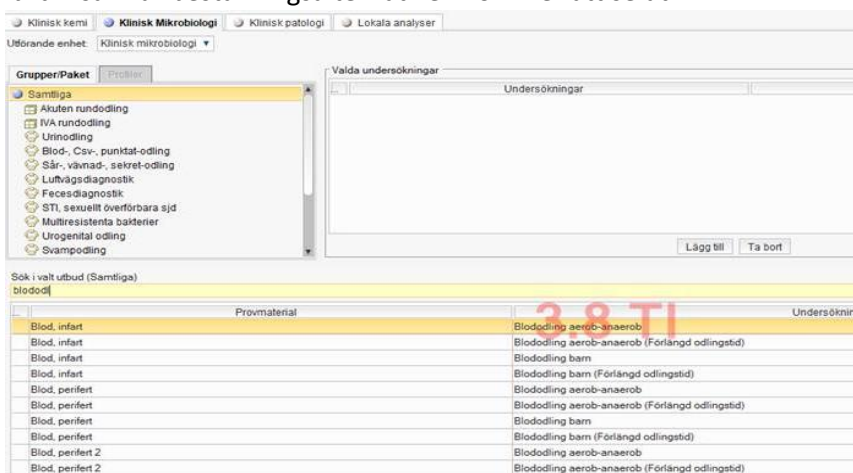 Klinisk kemi Klinisk Mikrobiologi Klinisk patologi Lokala analyser
Utförande enhet: Klinisk mikrobiologi
Grupper/Paket Profiler
Valda undersökningar
Undersökningar
Samtliga
Akuten rundodling
IVA rundodling
Urinodling
Blod-, Csv-, punktat-odling
Sår-, vävnad-, sekret-odling
Luftvägsdiagnostik
Fecesdiagnostik
STI, sexuellt överförbara sjd
Multiresistenta bakterier
Urogenital odling
Svampodling
Lägg till Ta bort
Sök i valt utbud (Samtliga)
blododl
Provmaterial Undersöknin
3.8 TI
Blod, infart Blododling aerob-anaerob
Blod, infart Blododling aerob-anaerob (Förlängd odlingstid)
Blod, infart Blododling barn
Blod, infart Blododling barn (Förlängd odlingstid)
Blod, perifert Blododling aerob-anaerob
Blod, perifert Blododling aerob-anaerob (Förlängd odlingstid)
Blod, perifert Blododling barn
Blod, perifert Blododling barn (Förlängd odlingstid)
Blod, perifert 2 Blododling aerob-anaerob
Blod, perifert 2 Blododling aerob-anaerob (Förlängd odlingstid)